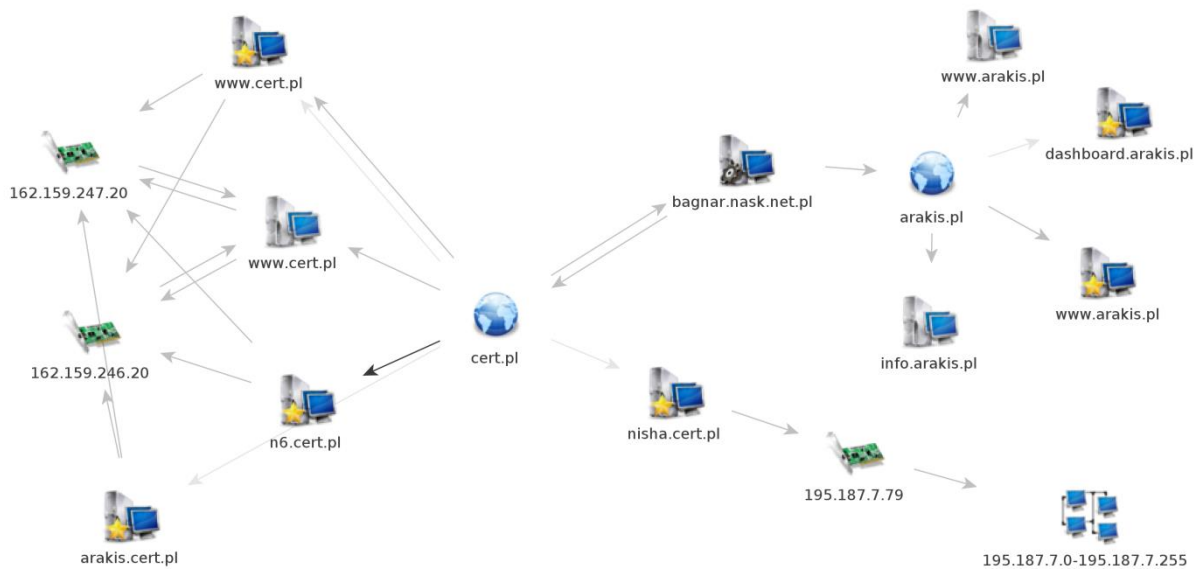 www.cert.pl
www.arakis.pl
dashboard.arakis.pl
162.159.247.20
bagnar.nask.net.pl
arakis.pl
www.cert.pl
www.arakis.pl
cert.pl
info.arakis.pl
162.159.246.20
n6.cert.pl
nisha.cert.pl
195.187.7.79
arakis.cert.pl
195.187.7.0-195.187.7.255